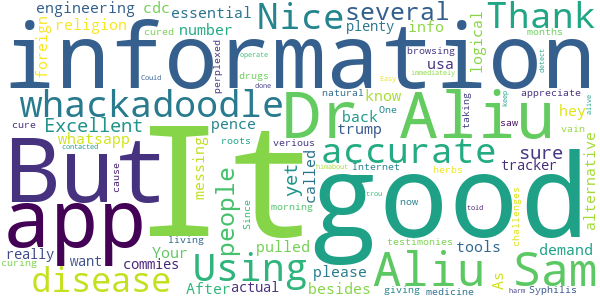 engineering cdc essential Nice several Thank
foreign religion cured number plenty info
information
Could perplexed browsing usa logical months
operate drugs done natural Easy immediately detect
whackadoodle Dr Aliu
One know back taking appreciate hey
cure Excellent pence trump saw keep vain alive
whatsapp roots verious
But It good accurate sure
contacted cause messing yet called Internet tracker alternative
app people Since morning now herbs challenges
living trou humabout told
really want commies Your pulled testimonies tools demand
disease Using please giving As Aliu Sam
curing After actual besides medicine harm Syphilis